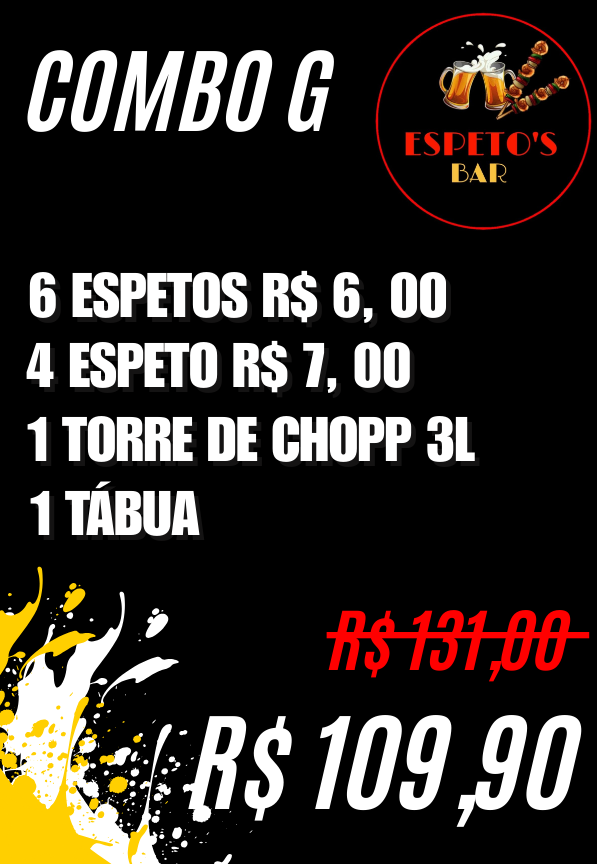 COMBO G
ESPETO'S
BAR
6 ESPETOS R$ 6, 00
4 ESPETO R$ 7, 00
1 TORRE DE CHOPP 3L
1 TÁBUA
R$ 131,00
R$ 109 ,90